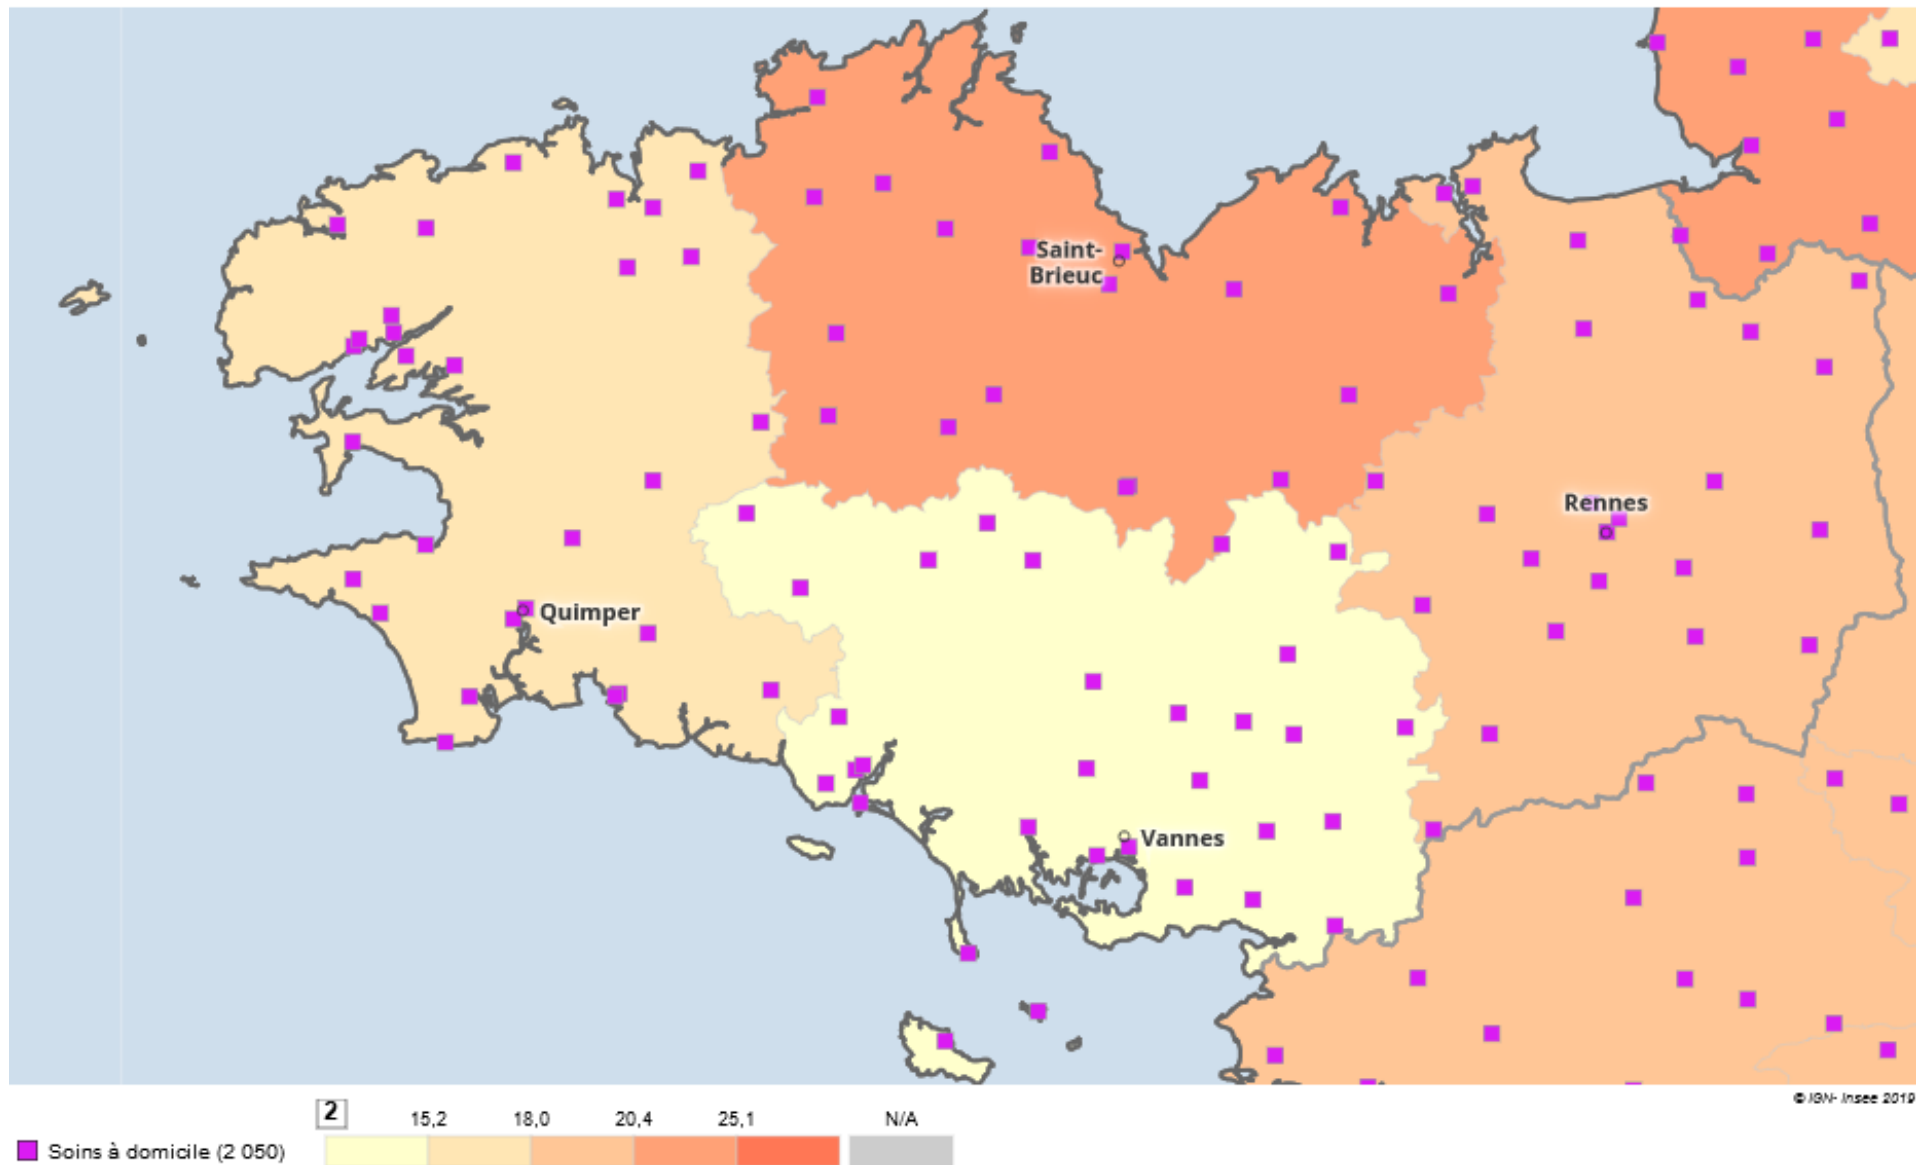 Saint-
Brieuc
Rennes
Quimper
Vannes
© IGN- Insee 2019
2
15,2 18,0 20,4 25,1 N/A
Soins à domicile (2 050)